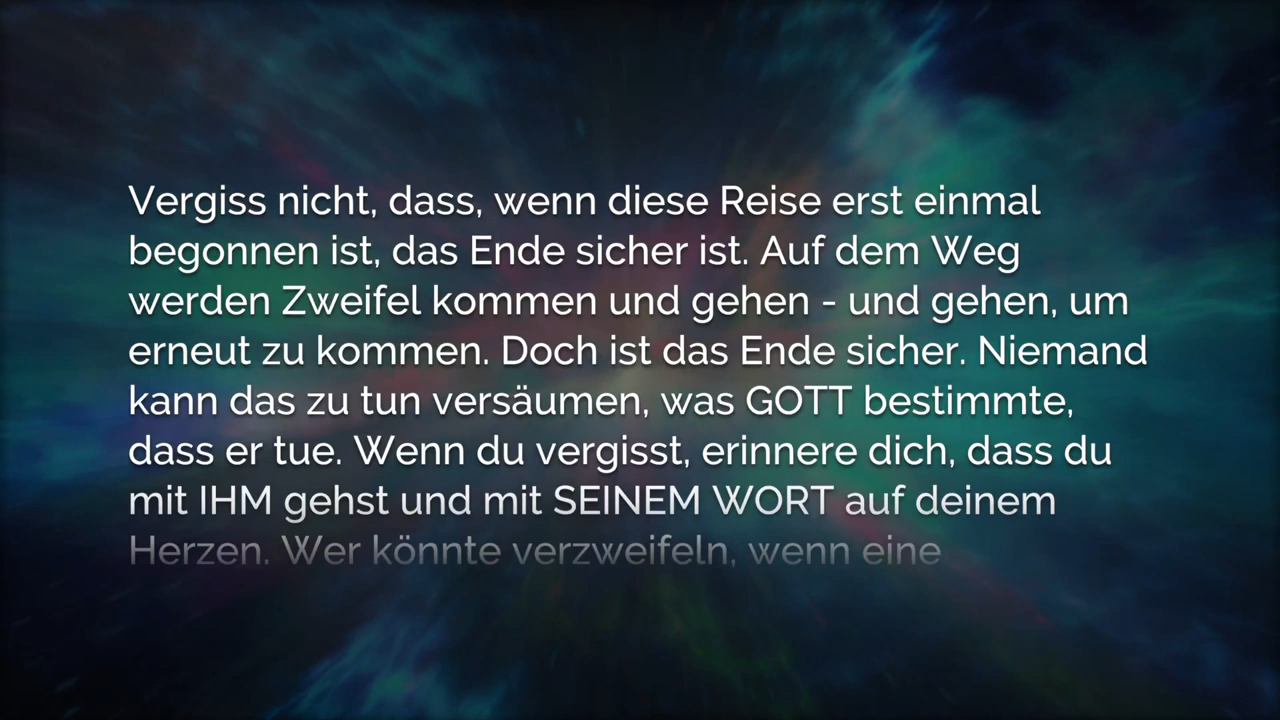 Vergiss nicht, dass, wenn diese Reise erst einmal
begonnen ist, das Ende sicher ist. Auf dem Weg
werden Zweifel kommen und gehen - und gehen, um
erneut zu kommen. Doch ist das Ende sicher. Niemand
kann das zu tun versäumen, was GOTT bestimmte,
dass er tue. Wenn du vergisst, erinnere dich, dass du
mit IHM gehst und mit SEINEM WORT auf deinem
Herzen. Wer könnte verzweifeln, wenn eine